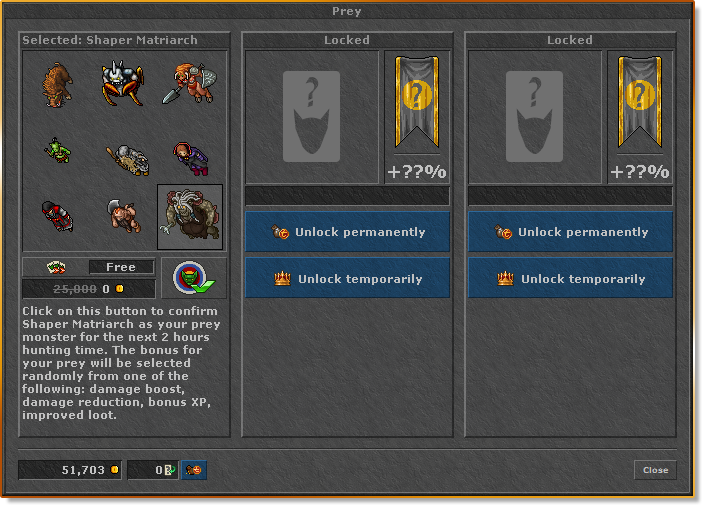 Prey
Selected: Shaper Matriarch
Locked
Locked
?
?
?
?
+??%
+??%
Unlock permanently
Unlock permanently
Free
Unlock temporarily
Unlock temporarily
25,000 0
Click on this button to confirm
Shaper Matriarch as your prey
monster for the next 2 hours
hunting time. The bonus for
your prey will be selected
randomly from one of the
following: damage boost,
damage reduction, bonus XP,
improved loot.
51,703
0
Close